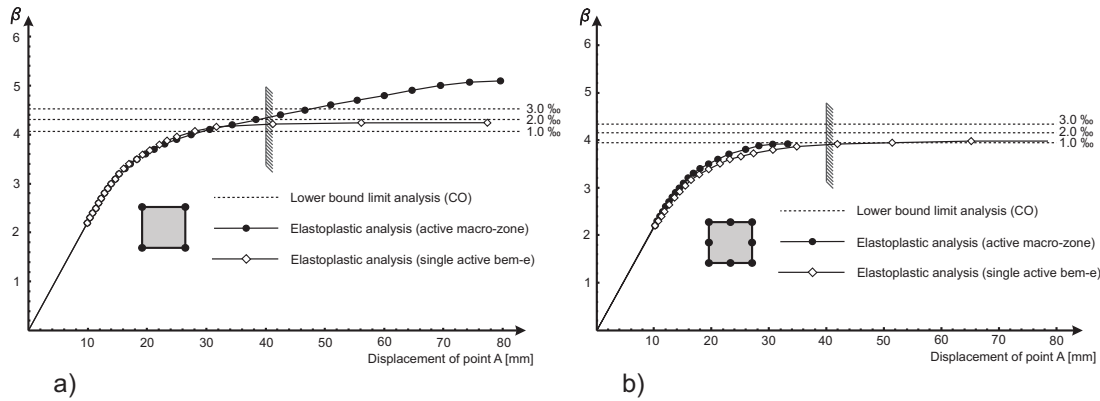 β
6
5
4
3
2
1
3.0 ‰
2.0 ‰
1.0 ‰
Lower bound limit analysis (CO)
Elastoplastic analysis (active macro-zone)
Elastoplastic analysis (single active bem-e)
10 20 30 40 50 60 70 80
Displacement of point A [mm]
a)
β
6
5
4
3
2
1
3.0 ‰
2.0 ‰
1.0 ‰
Lower bound limit analysis (CO)
Elastoplastic analysis (active macro-zone)
Elastoplastic analysis (single active bem-e)
10 20 30 40 50 60 70 80
Displacement of point A [mm]
b)